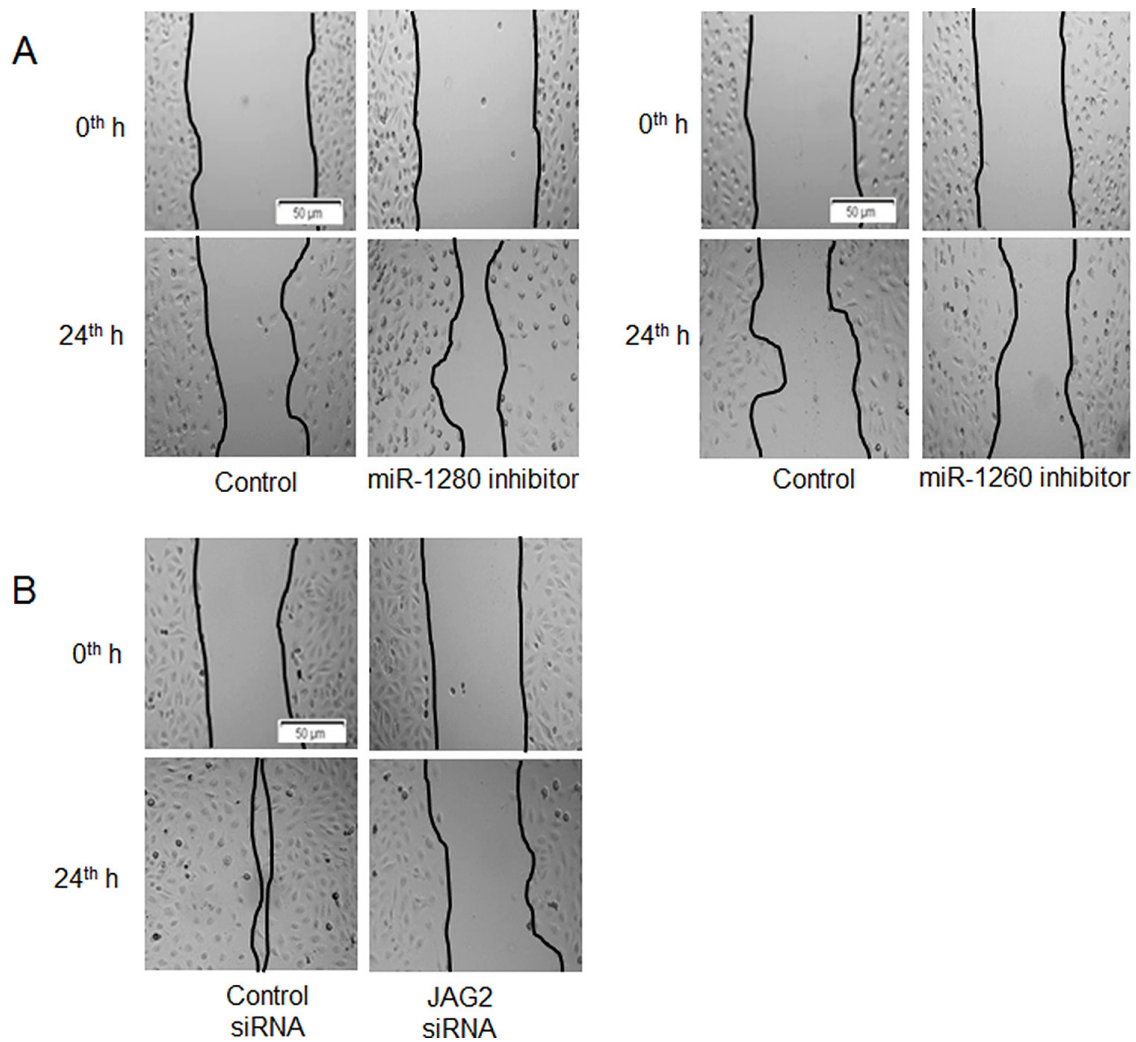 A
0th h
50 µm
0th h
50 µm
24th h
24th h
Control
miR-1280 inhibitor
Control
miR-1260 inhibitor
B
0th h
50 µm
24th h
Control
siRNA
JAG2
siRNA